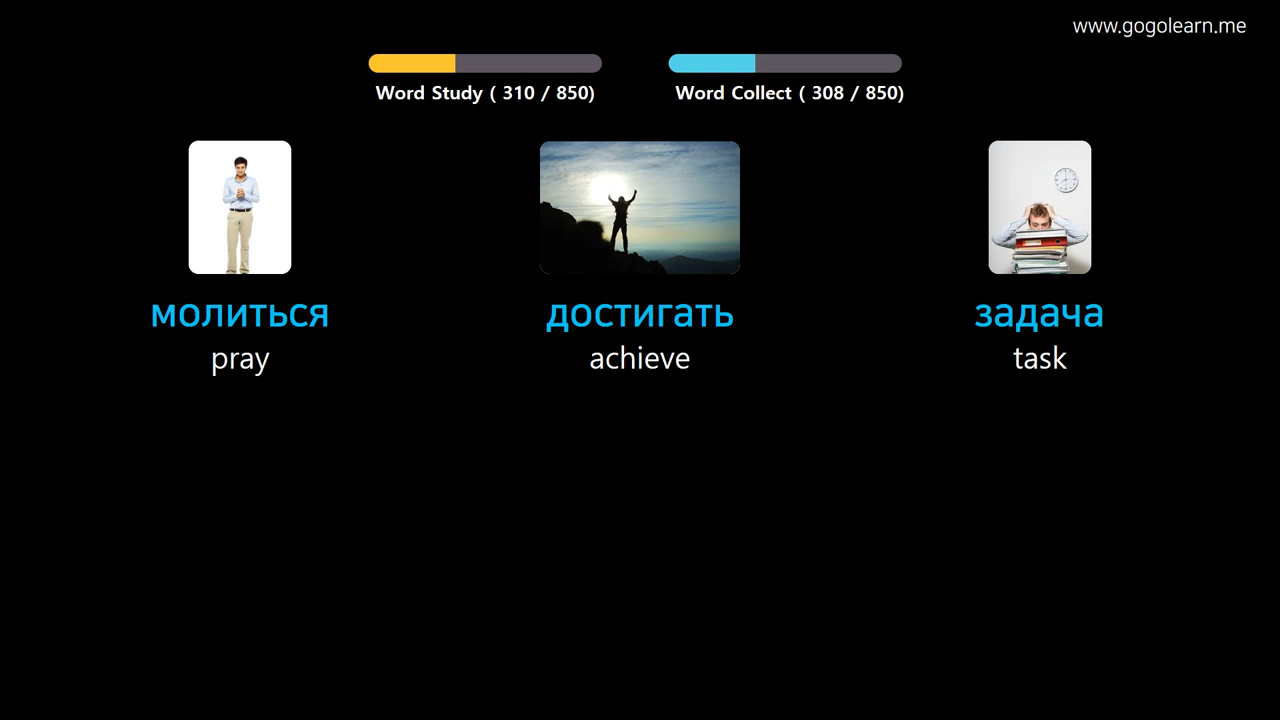 www.gogolearn.me
Word Study ( 310 / 850)
Word Collect ( 308 / 850)
молиться
достигать
задача
pray
achieve
task